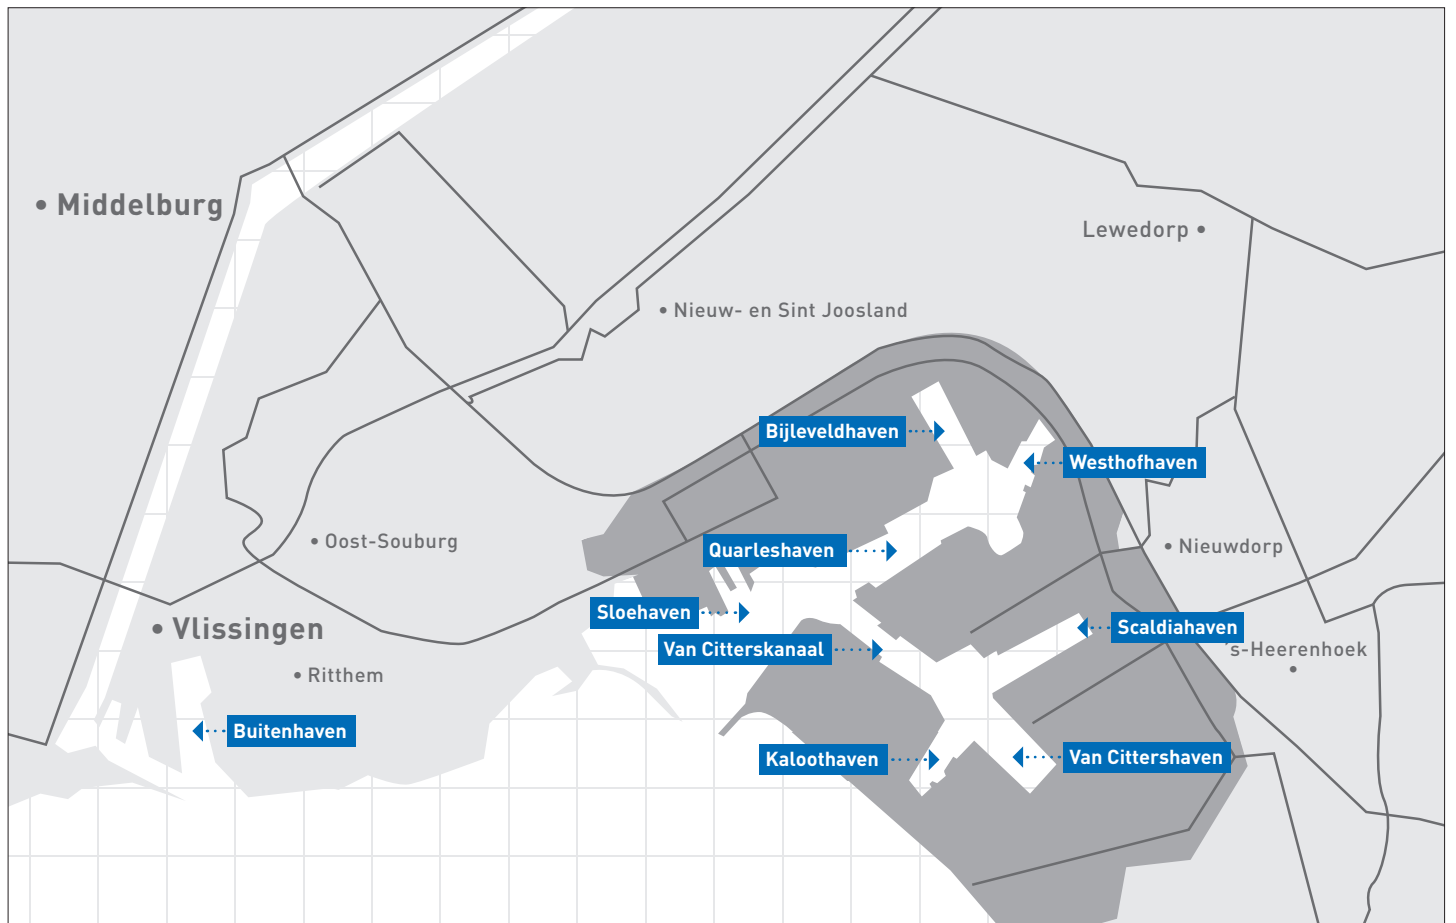 Middelburg
Lewedorp
Nieuw- en Sint Joosland
Bijleveldhaven
Westhofhaven
Oost-Souburg
Quarleshaven
Nieuwdorp
Sloehaven
Vlissingen
Scaldiahaven
Van Citterskanaal
s-Heerenhoek
Ritthem
Buitenhaven
Kaloothaven
Van Cittershaven